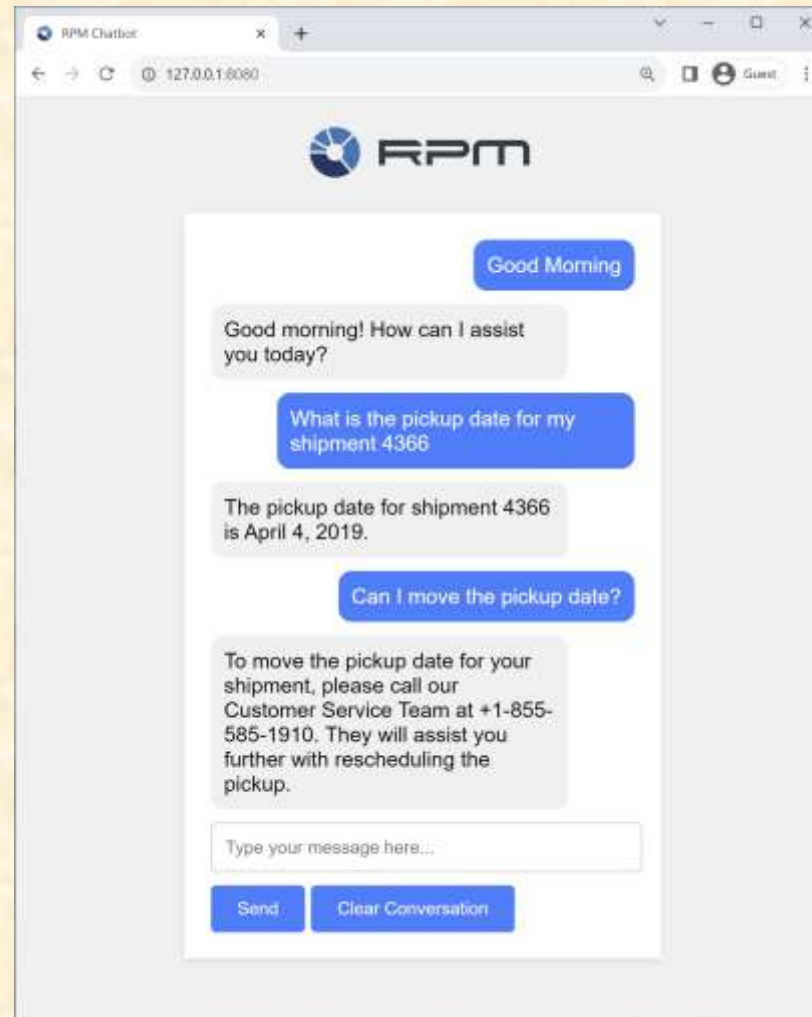 RPM Chatbot
127.0.0.1:8080
Guest
RPM
Good Morning
Good morning! How can I assist
you today?
What is the pickup date for my
shipment 4366
The pickup date for shipment 4366
is April 4, 2019.
Can I move the pickup date?
To move the pickup date for your
shipment, please call our
Customer Service Team at +1-855-
585-1910. They will assist you
further with rescheduling the
pickup.
Type your message here...
Send
Clear Conversation